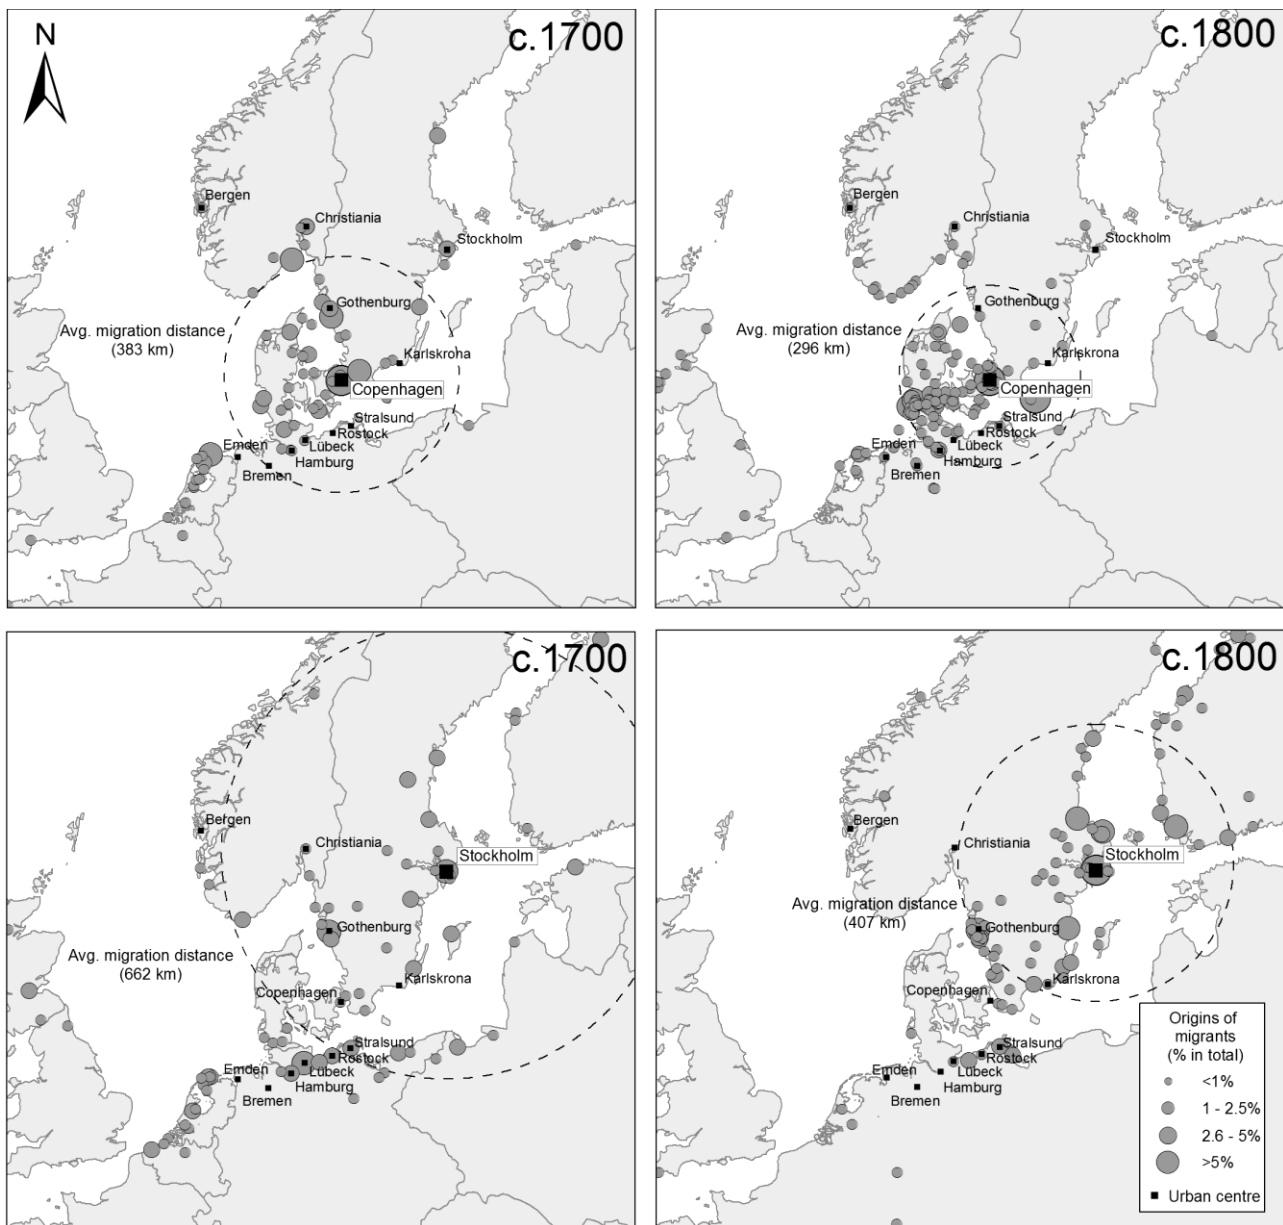 N
c.1700
Bergen
Christiania
Stockholm
Gothenburg
Avg. migration distance
(383 km)
Karlskrona
Copenhagen
Stralsund
Rostock
Emden
Lübeck
Hamburg
Bremen
c.1800
Bergen
Christiania
Stockholm
Gothenburg
Avg. migration distance
(296 km)
Karlskrona
Copenhagen
Stralsund
Rostock
Emden
Lübeck
Hamburg
Bremen
c.1700
Bergen
Christiania
Stockholm
Gothenburg
Avg. migration distance
(662 km)
Karlskrona
Copenhagen
Stralsund
Rostock
Emden
Lübeck
Hamburg
Bremen
c.1800
Bergen
Christiania
Stockholm
Avg. migration distance
(407 km)
Gothenburg
Karlskrona
Copenhagen
Stralsund
Rostock
Emden
Lübeck
Hamburg
Bremen
Origins of
migrants
(% in total)
<1%
1 - 2.5%
2.6 - 5%
>5%
Urban centre